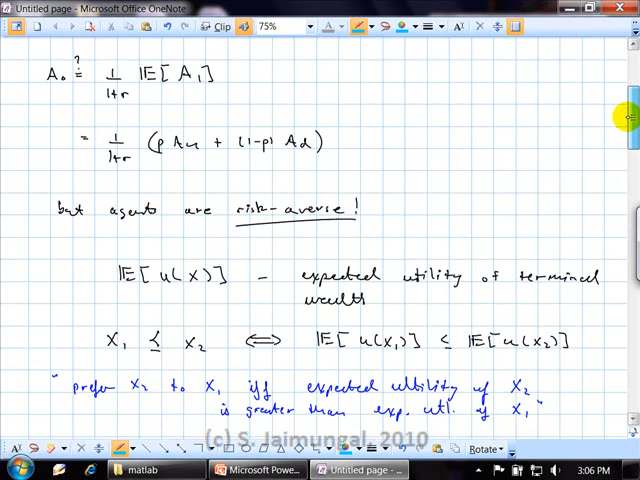 Untitled page - Microsoft OneNote
Clip 75%
A₀ ?= 1/(1+r) 𝔼[ A₁ ]
= 1/(1+r) (p Au + (1-p) Ad)
but agents are risk-averse!
𝔼[ u(X) ] - expected utility of terminal
wealth
X₁ ≼ X₂ ⟺ 𝔼[ u(X₁) ] ≤ 𝔼[ u(X₂) ]
"prefer X₂ to X₁ iff expected utility of X₂
is greater than exp. utl. of X₁"
(c) S. Jaimungal, 2010
Rotate
matlab Microsoft Powe... Untitled page - Mic... 3:06 PM